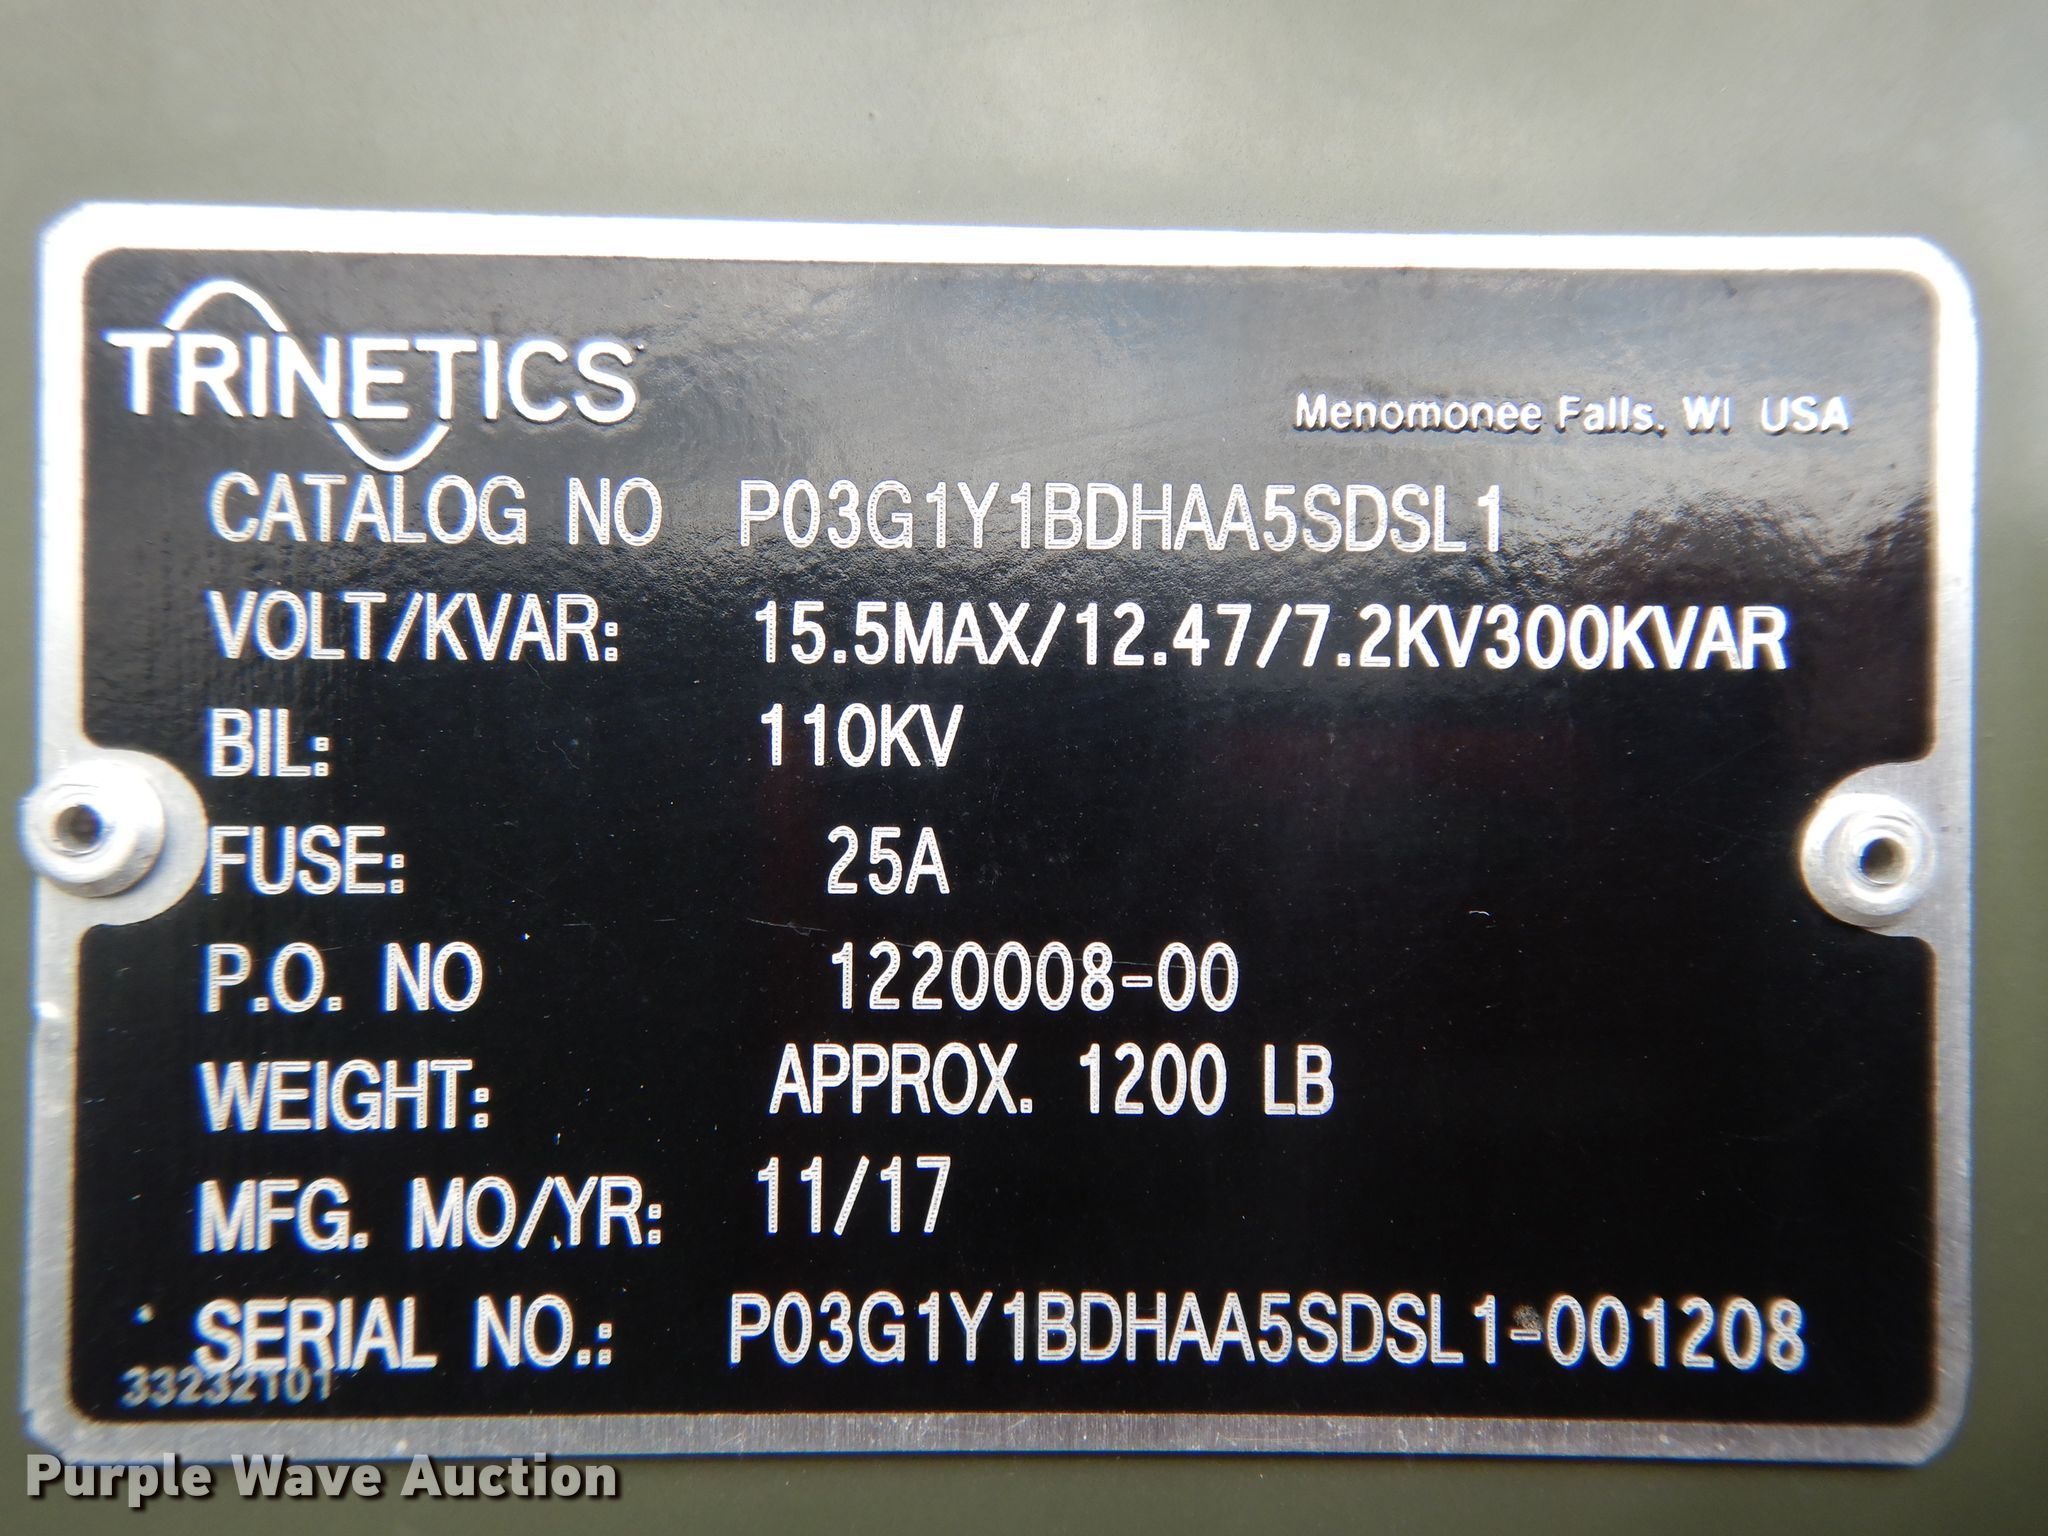 TRINETICS
Menomonee Falls, WI USA
CATALOG NO P03G1Y1BDHAA5SDSL1
VOLT/KVAR: 15.5MAX/12.47/7.2KV300KVAR
BIL: 110KV
FUSE: 25A
P.O. NO 1220008-00
WEIGHT: APPROX. 1200 LB
MFG. MO/YR: 11/17
SERIAL NO.: P03G1Y1BDHAA5SDSL1-001208
33232101
Purple Wave Auction